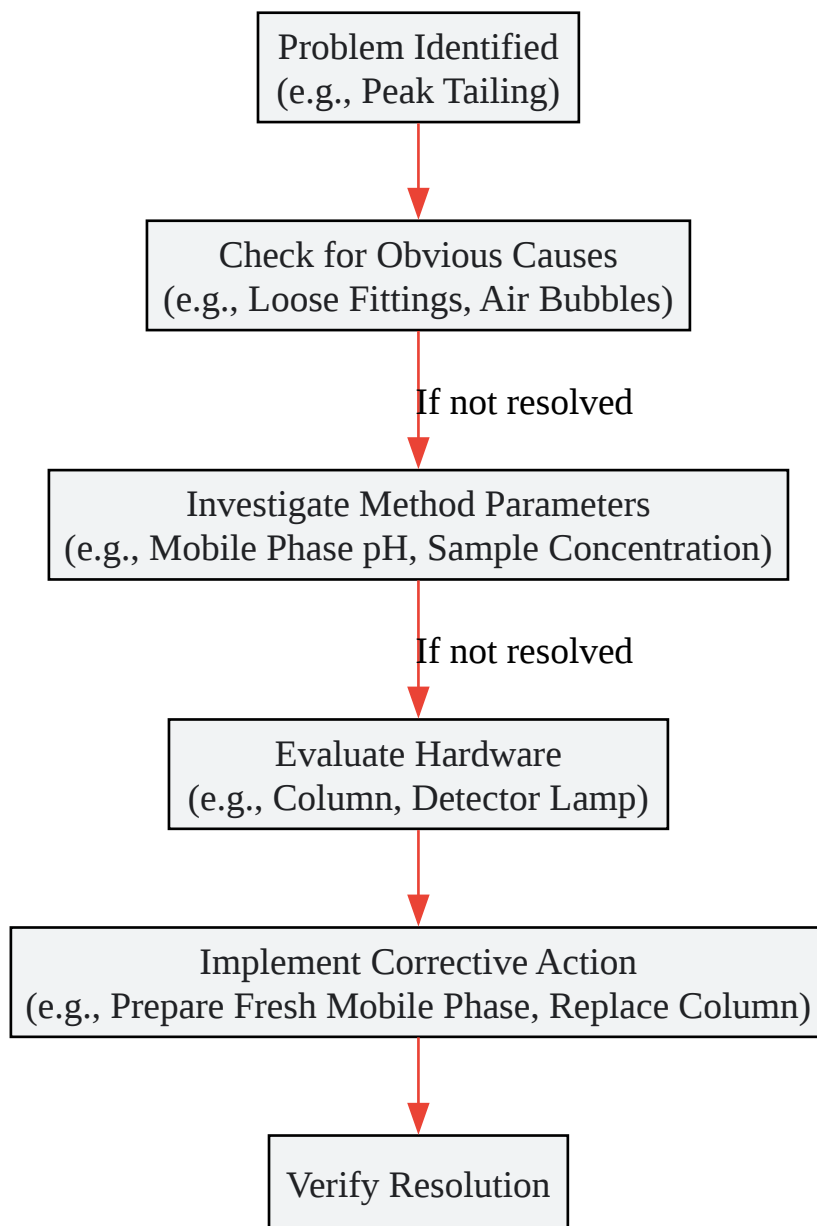 Problem Identified
(e.g., Peak Tailing)
Check for Obvious Causes
(e.g., Loose Fittings, Air Bubbles)
If not resolved
Investigate Method Parameters
(e.g., Mobile Phase pH, Sample Concentration)
If not resolved
Evaluate Hardware
(e.g., Column, Detector Lamp)
Implement Corrective Action
(e.g., Prepare Fresh Mobile Phase, Replace Column)
Verify Resolution